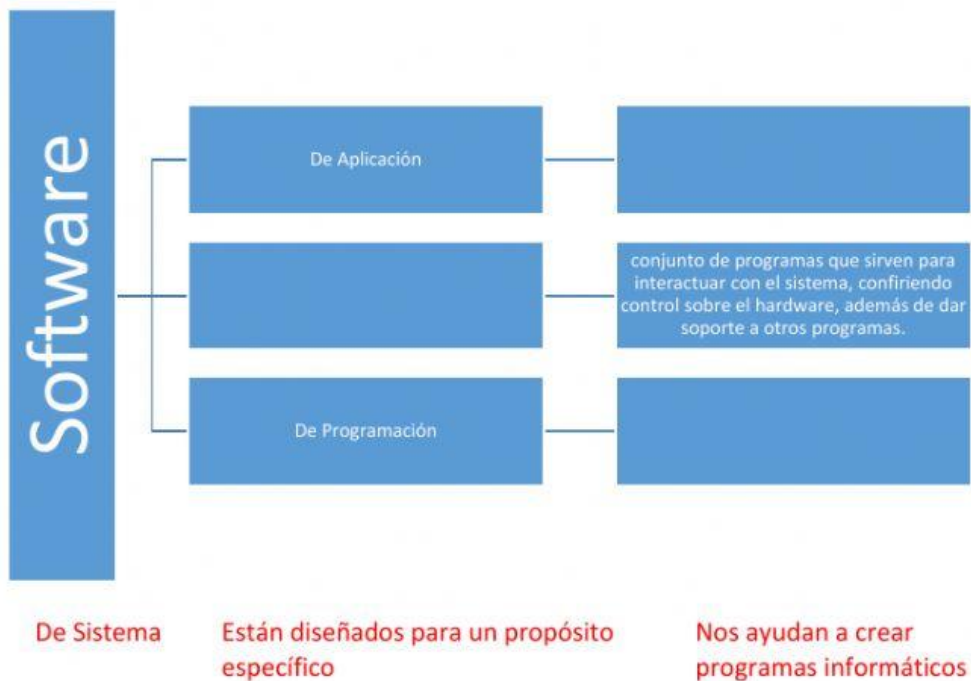 Software
De Aplicación
conjunto de programas que sirven para
interactuar con el sistema, confiriendo
control sobre el hardware, además de dar
soporte a otros programas.
De Programación
De Sistema
Están diseñados para un propósito
específico
Nos ayudan a crear
programas informáticos